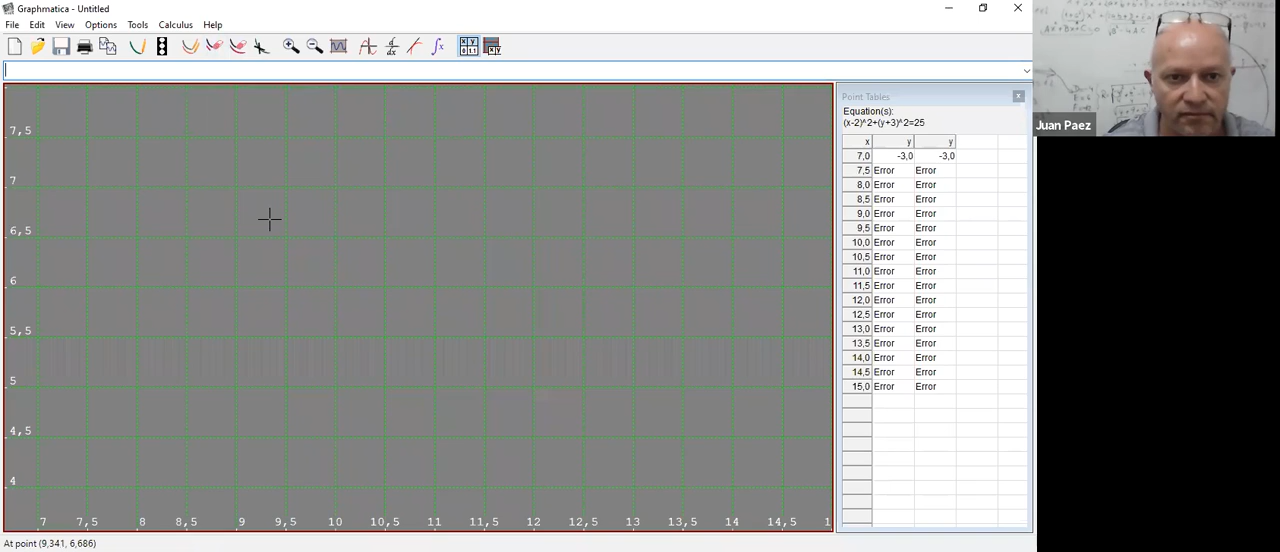 Graphmatica - Untitled
File Edit View Options Tools Calculus Help
Point Tables
Equation(s):
(x-2)^2+(y+3)^2=25
x y y
7,0 -3,0 -3,0
7,5 Error Error
8,0 Error Error
8,5 Error Error
9,0 Error Error
9,5 Error Error
10,0 Error Error
10,5 Error Error
11,0 Error Error
11,5 Error Error
12,0 Error Error
12,5 Error Error
13,0 Error Error
13,5 Error Error
14,0 Error Error
14,5 Error Error
15,0 Error Error
7,5
7
6,5
6
5,5
5
4,5
4
7 7,5 8 8,5 9 9,5 10 10,5 11 11,5 12 12,5 13 13,5 14 14,5 1
At point (9,341, 6,686)
Juan Paez